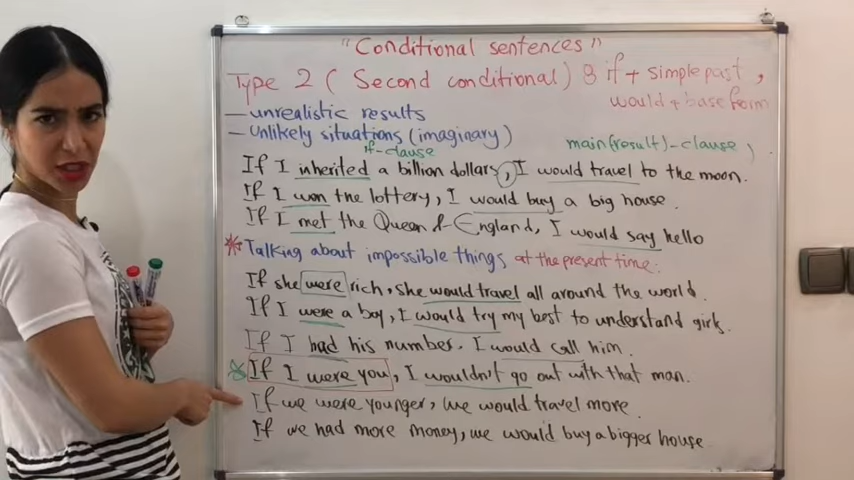 "Conditional sentences"
Type 2 ( Second conditional) : if + simple past,
would + base form
- unrealistic results
- Unlikely situations (imaginary)
if-clause
main(result)-clause
If I inherited a billion dollars, I would travel to the moon.
If I won the lottery, I would buy a big house.
If I met the Queen of England, I would say hello
* Talking about impossible things at the present time:
If she were rich, she would travel all around the world.
If I were a boy, I would try my best to understand girls.
If I had his number. I would call him.
If I were you, I wouldn't go out with that man.
If we were younger, we would travel more.
If we had more money, we would buy a bigger house.